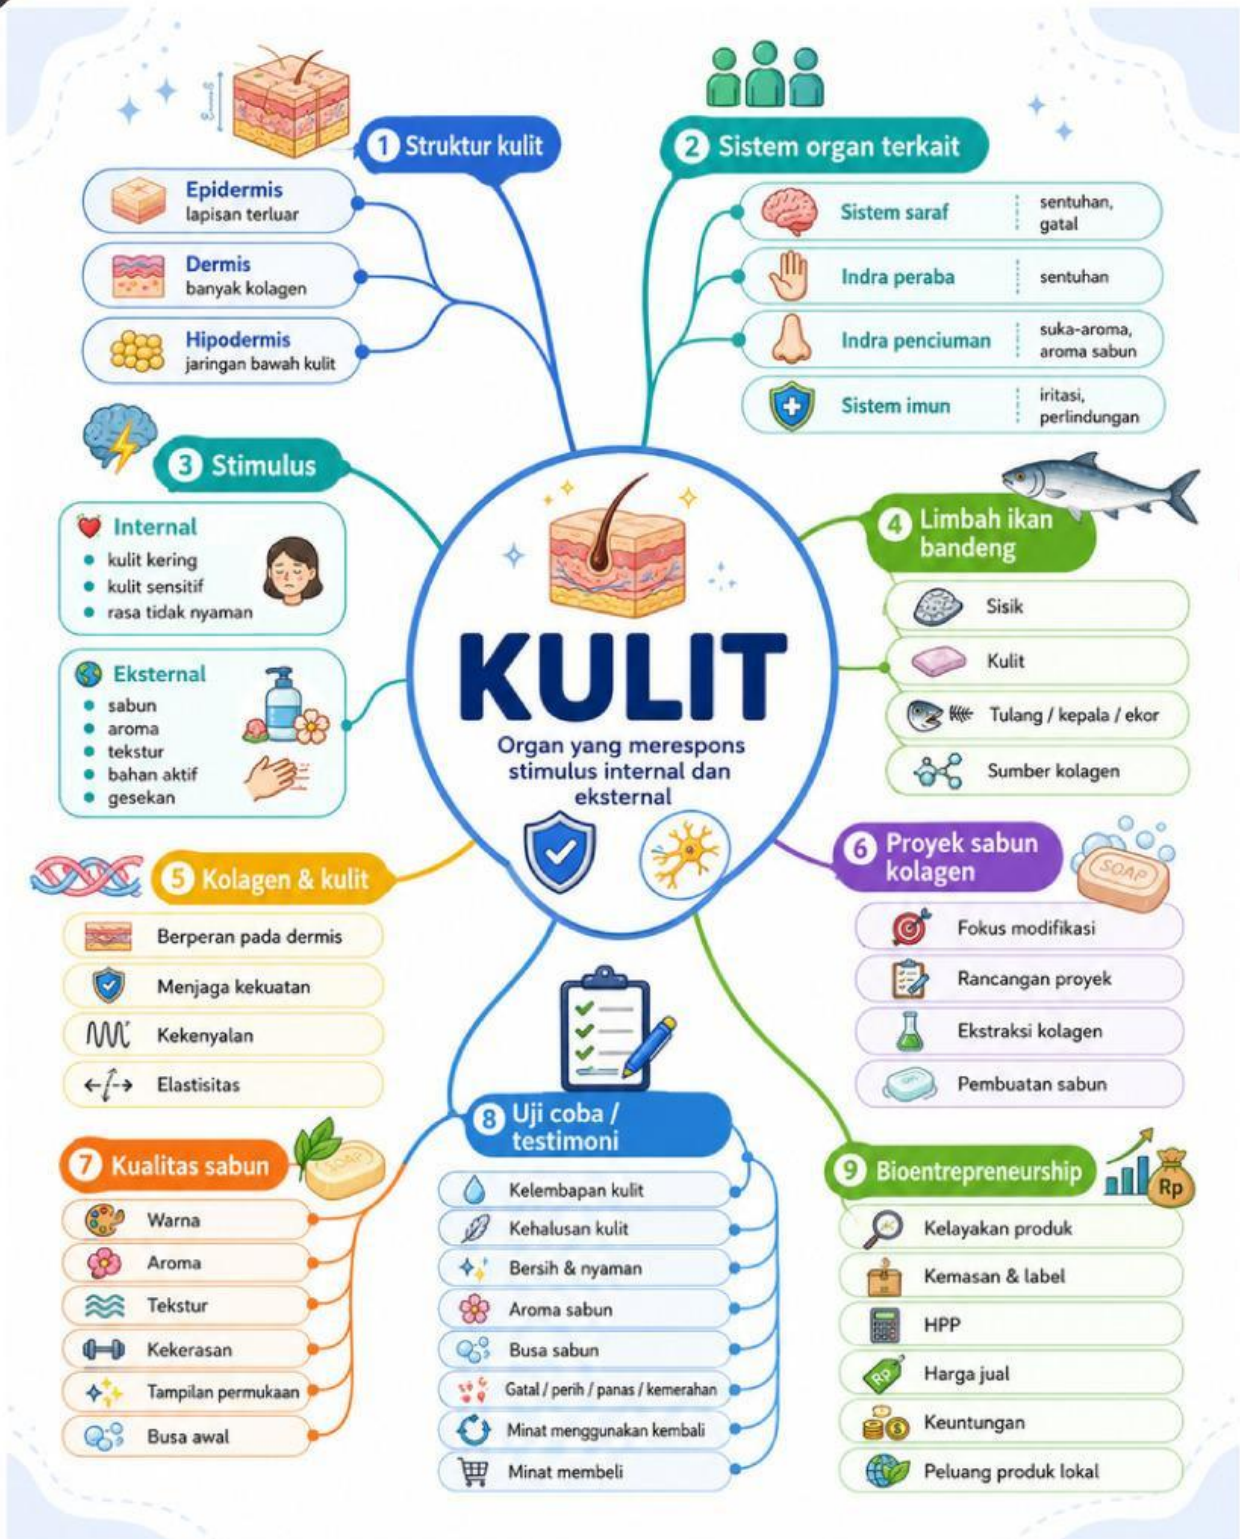 1 Struktur kulit
Epidermis
lapisan terluar
Dermis
banyak kolagen
Hipodermis
jaringan bawah kulit
2 Sistem organ terkait
Sistem saraf
sentuhan,
gatal
Indra peraba
sentuhan
Indra penciuman
suka-aroma,
aroma sabun
Sistem imun
iritasi,
perlindungan
3 Stimulus
Internal
kulit kering
kulit sensitif
rasa tidak nyaman
Eksternal
sabun
aroma
tekstur
bahan aktif
gesekan
KULIT
Organ yang merespons
stimulus internal dan
eksternal
4 Limbah ikan
bandeng
Sisik
Kulit
Tulang / kepala / ekor
Sumber kolagen
5 Kolagen & kulit
Berperan pada dermis
Menjaga kekuatan
Kekenyalan
Elastisitas
6 Proyek sabun
kolagen
SOAP
Fokus modifikasi
Rancangan proyek
Ekstraksi kolagen
Pembuatan sabun
7 Kualitas sabun
SOAP
Warna
Aroma
Tekstur
Kekerasan
Tampilan permukaan
Busa awal
8 Uji coba /
testimoni
Kelembapan kulit
Kehalusan kulit
Bersih & nyaman
Aroma sabun
Busa sabun
Gatal / perih / panas / kemerahan
Minat menggunakan kembali
Minat membeli
9 Bioentrepreneurship
Rp
Kelayakan produk
Kemasan & label
HPP
Rp
Harga jual
Keuntungan
Peluang produk lokal